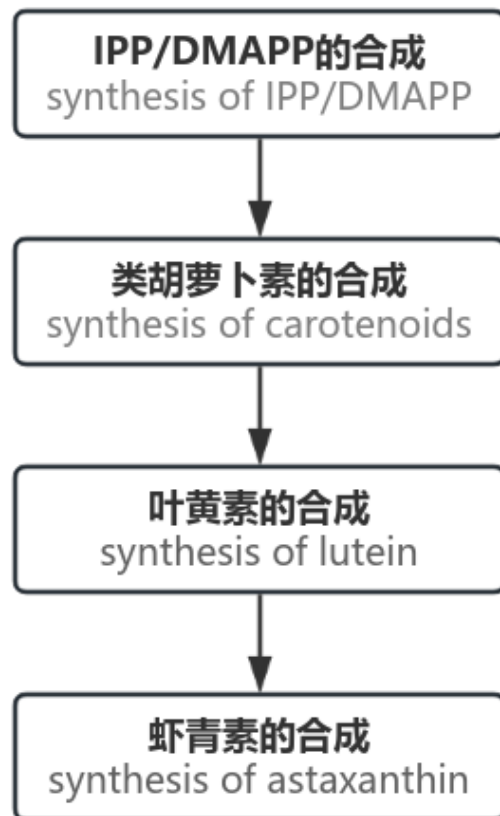 IPP/DMAPP的合成
synthesis of IPP/DMAPP
类胡萝卜素的合成
synthesis of carotenoids
叶黄素的合成
synthesis of lutein
虾青素的合成
synthesis of astaxanthin